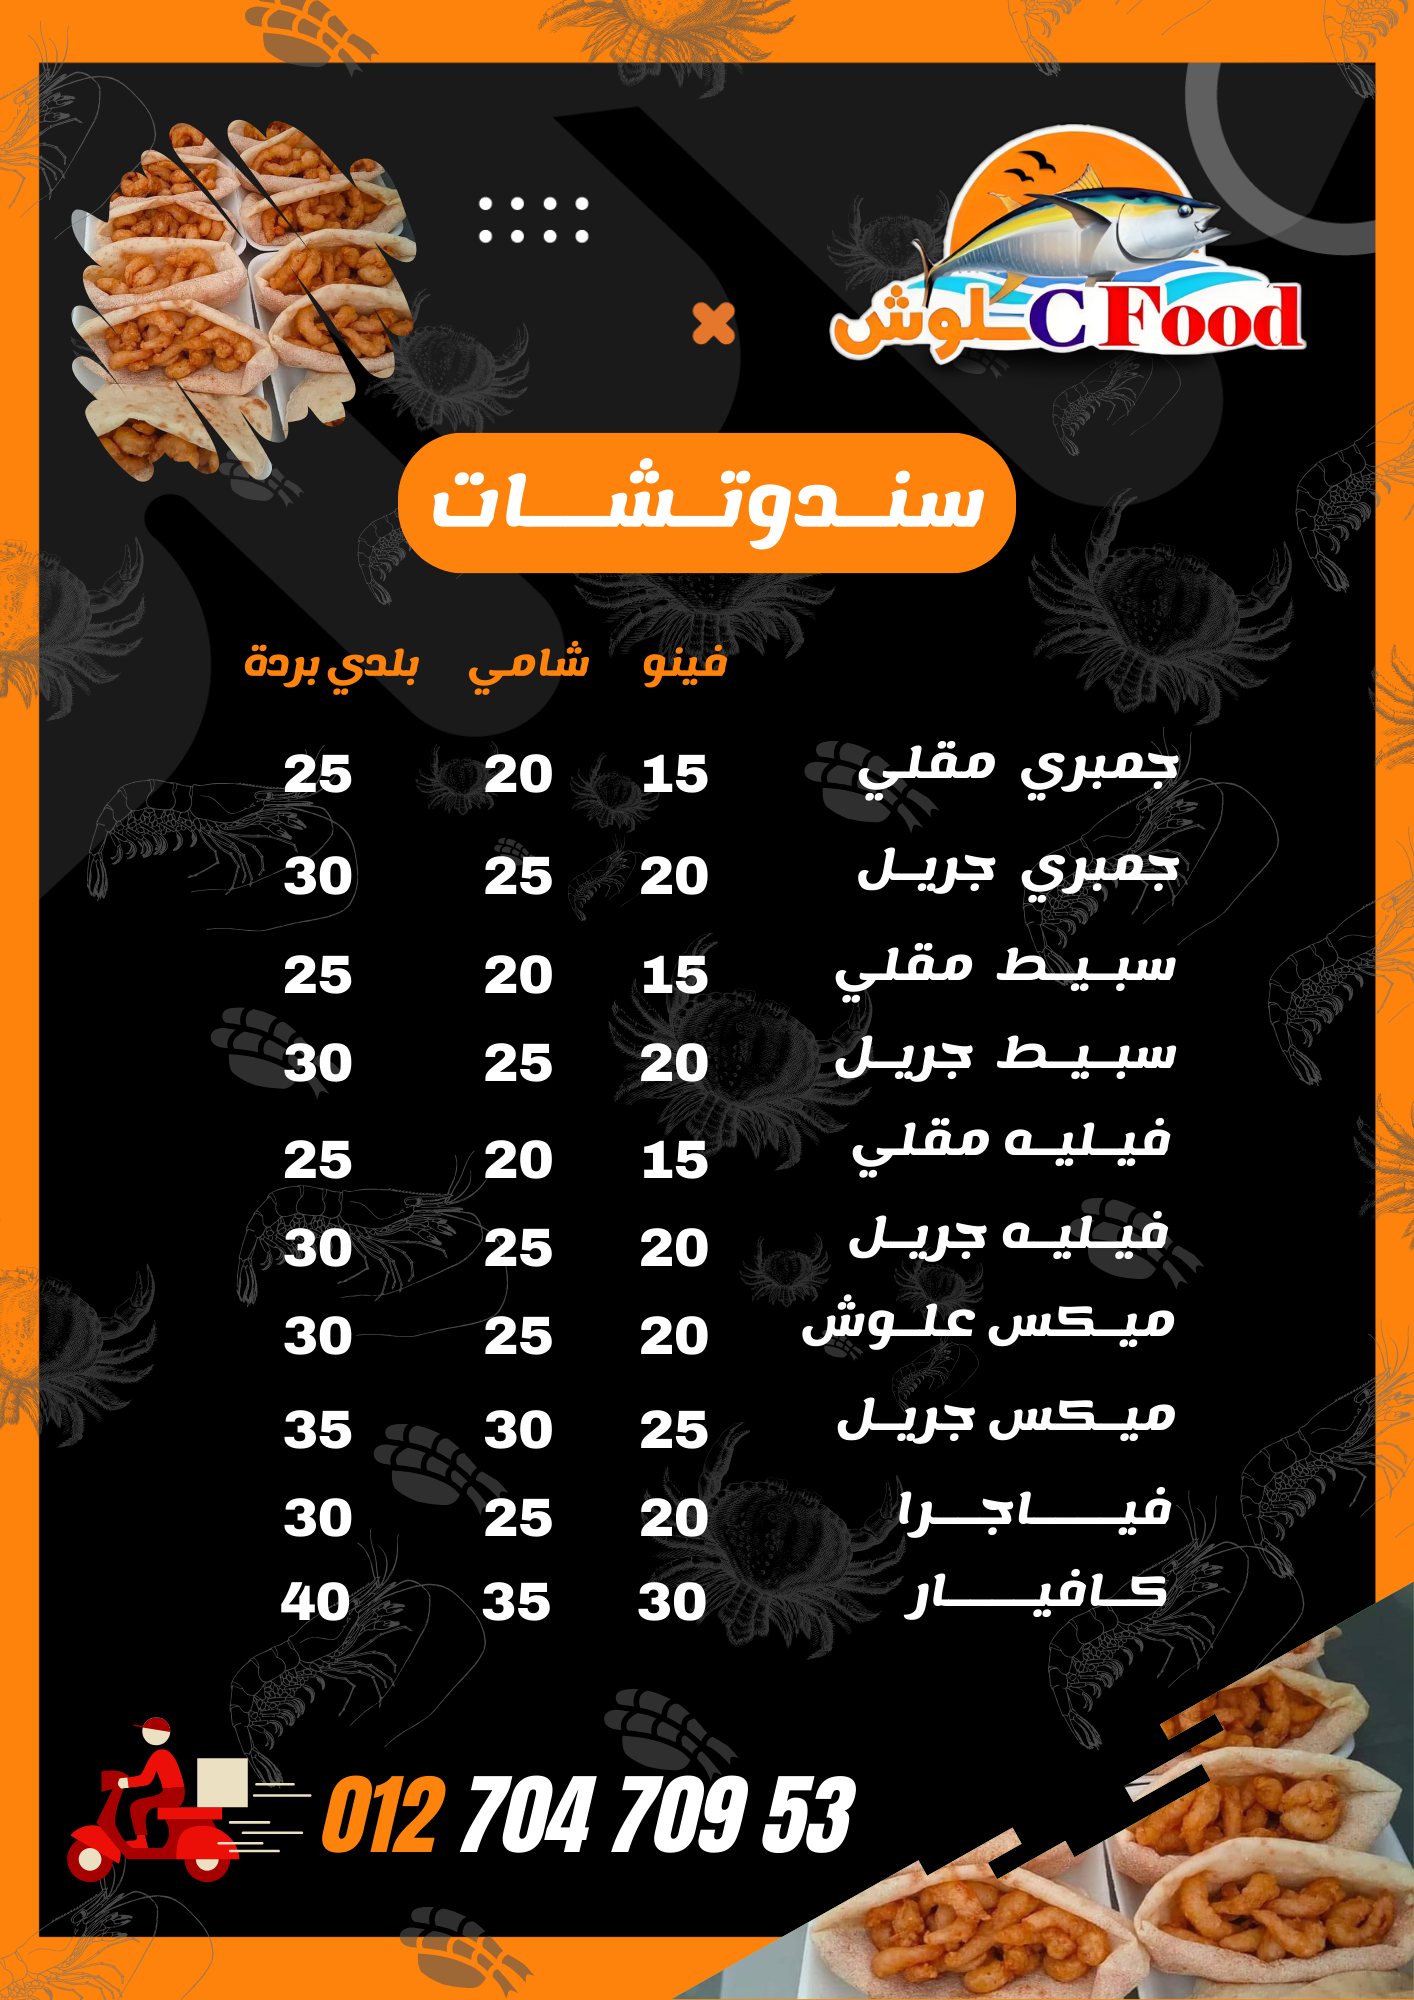 علوش C Food
سندوتشات
فينو شامي بلدي بردة
جمبري مقلي 15 20 25
جمبري جريل 20 25 30
سبيط مقلي 15 20 25
سبيط جريل 20 25 30
فيليه مقلي 15 20 25
فيليه جريل 20 25 30
ميكس علوش 20 25 30
ميكس جريل 25 30 35
فياجرا 20 25 30
كافيار 30 35 40
012 704 709 53